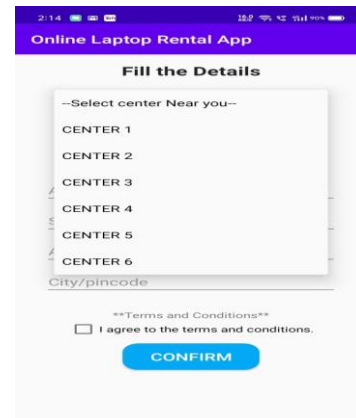 2:14
90%
Online Laptop Rental App
Fill the Details
--Select center Near you--
CENTER 1
CENTER 2
CENTER 3
CENTER 4
CENTER 5
CENTER 6
City/pincode
**Terms and Conditions**
I agree to the terms and conditions.
CONFIRM